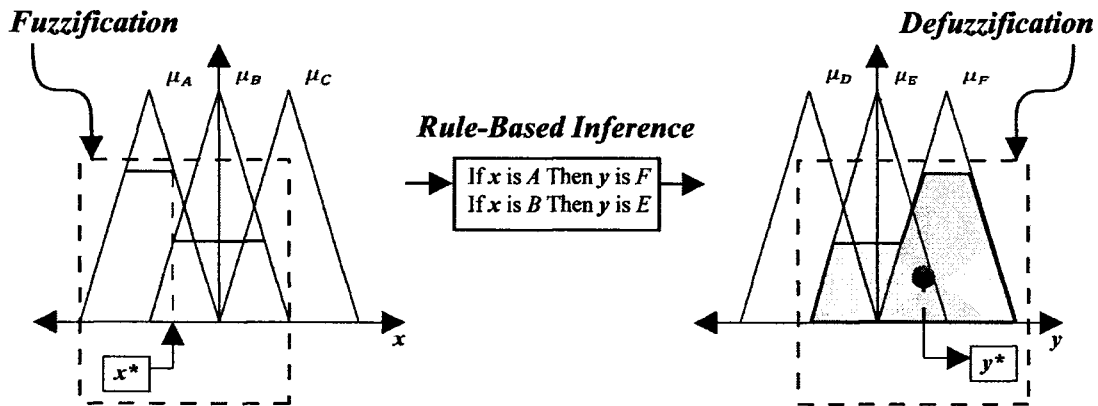 Fuzzification
Defuzzification
μA μB μC
μD μE μF
Rule-Based Inference
If x is A Then y is F
If x is B Then y is E
x
y
x*
y*